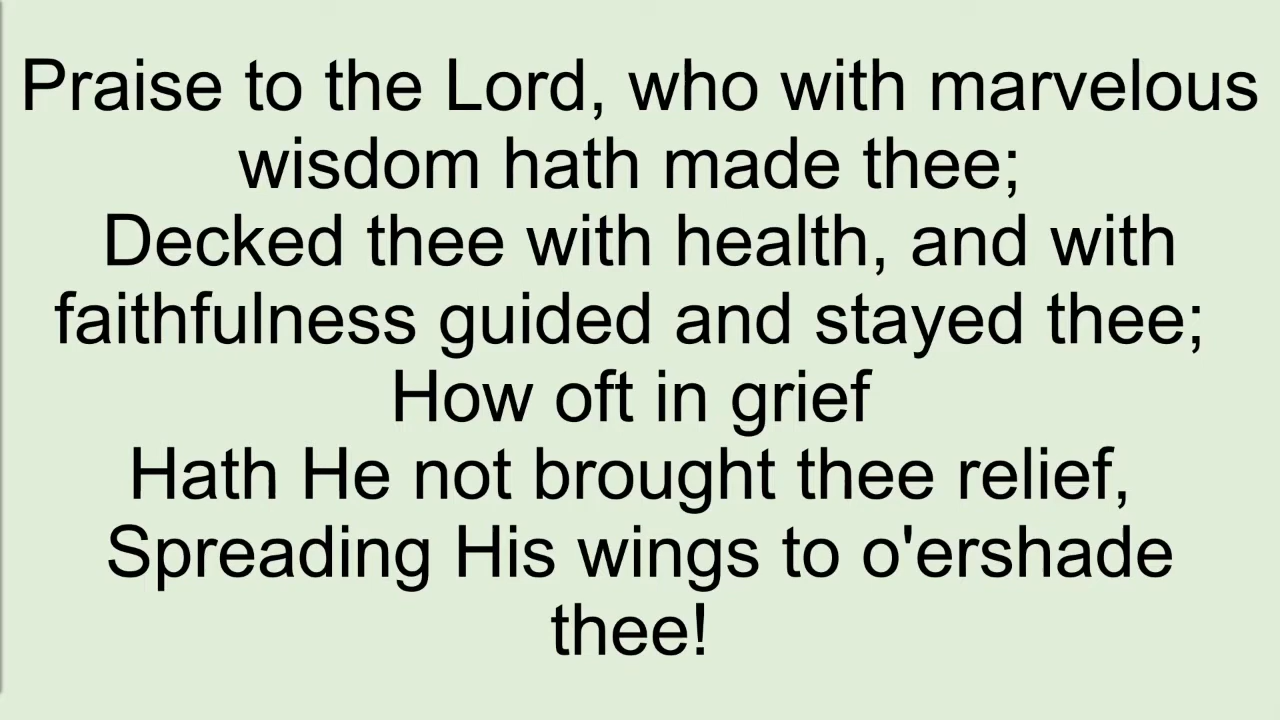 Praise to the Lord, who with marvelous
wisdom hath made thee;
Decked thee with health, and with
faithfulness guided and stayed thee;
How oft in grief
Hath He not brought thee relief,
Spreading His wings to o'ershade
thee!